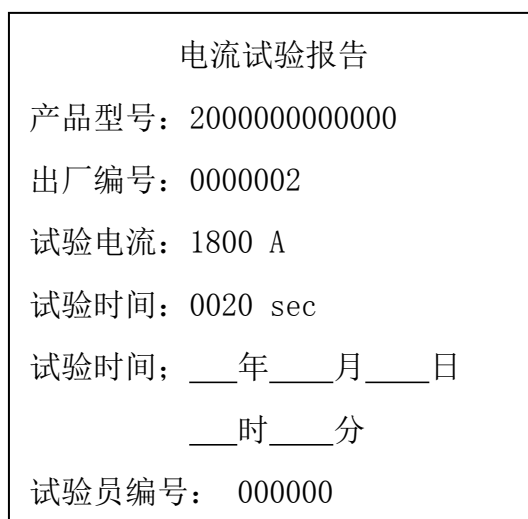 电流试验报告
产品型号：2000000000000
出厂编号：0000002
试验电流：1800 A
试验时间：0020 sec
试验时间；___年____月____日
___时____分
试验员编号： 000000